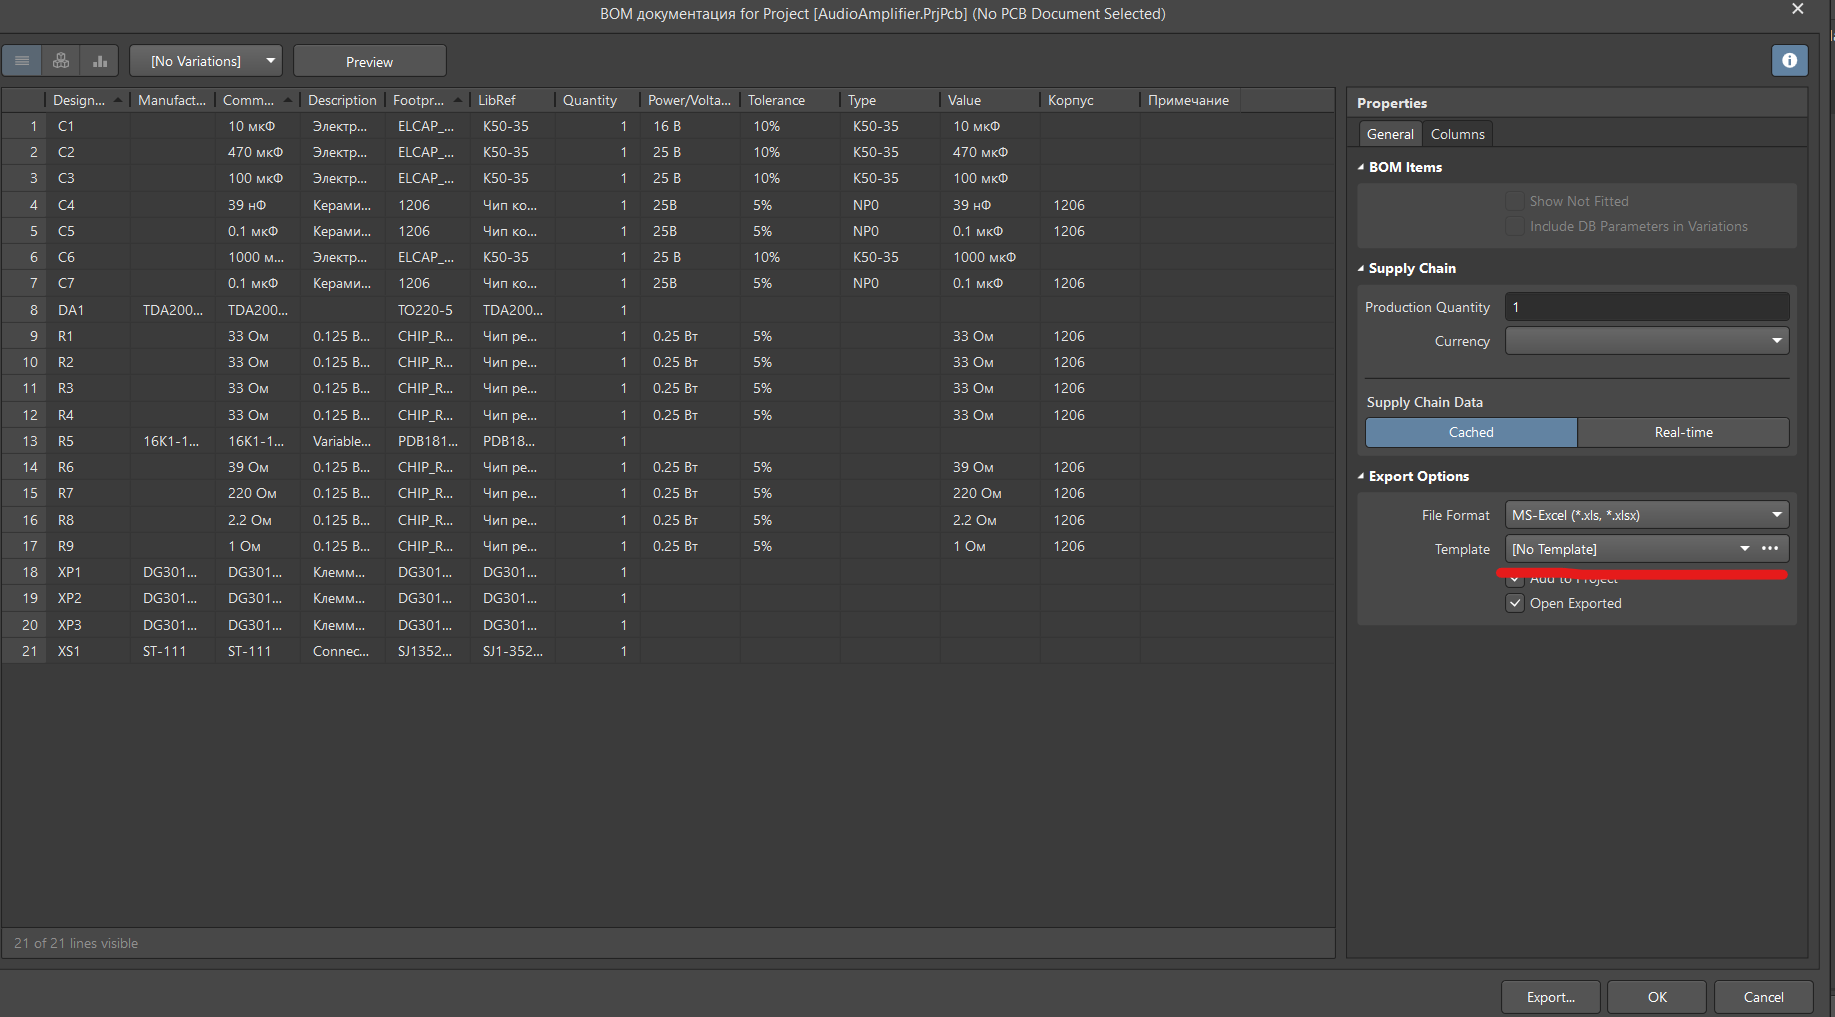 BOM документация for Project [AudioAmplifier.PrjPcb] (No PCB Document Selected)
[No Variations] Preview
Design... Manufact... Comm... Description Footpr... LibRef Quantity Power/Volta... Tolerance Type Value Корпус Примечание
1 C1 10 мкФ Электр... ELCAP_... K50-35 1 16 В 10% K50-35 10 мкФ
2 C2 470 мкФ Электр... ELCAP_... K50-35 1 25 В 10% K50-35 470 мкФ
3 C3 100 мкФ Электр... ELCAP_... K50-35 1 25 В 10% K50-35 100 мкФ
4 C4 39 нФ Керами... 1206 Чип ко... 1 25В 5% NP0 39 нФ 1206
5 C5 0.1 мкФ Керами... 1206 Чип ко... 1 25В 5% NP0 0.1 мкФ 1206
6 C6 1000 м... Электр... ELCAP_... K50-35 1 25 В 10% K50-35 1000 мкФ
7 C7 0.1 мкФ Керами... 1206 Чип ко... 1 25В 5% NP0 0.1 мкФ 1206
8 DA1 TDA200... TDA200... TO220-5 TDA200... 1
9 R1 33 Ом 0.125 В... CHIP_R... Чип ре... 1 0.25 Вт 5% 33 Ом 1206
10 R2 33 Ом 0.125 В... CHIP_R... Чип ре... 1 0.25 Вт 5% 33 Ом 1206
11 R3 33 Ом 0.125 В... CHIP_R... Чип ре... 1 0.25 Вт 5% 33 Ом 1206
12 R4 33 Ом 0.125 В... CHIP_R... Чип ре... 1 0.25 Вт 5% 33 Ом 1206
13 R5 16K1-1... 16K1-1... Variable... PDB181... PDB18... 1
14 R6 39 Ом 0.125 В... CHIP_R... Чип ре... 1 0.25 Вт 5% 39 Ом 1206
15 R7 220 Ом 0.125 В... CHIP_R... Чип ре... 1 0.25 Вт 5% 220 Ом 1206
16 R8 2.2 Ом 0.125 В... CHIP_R... Чип ре... 1 0.25 Вт 5% 2.2 Ом 1206
17 R9 1 Ом 0.125 В... CHIP_R... Чип ре... 1 0.25 Вт 5% 1 Ом 1206
18 XP1 DG301... DG301... Клемм... DG301... DG301... 1
19 XP2 DG301... DG301... Клемм... DG301... DG301... 1
20 XP3 DG301... DG301... Клемм... DG301... DG301... 1
21 XS1 ST-111 ST-111 Connec... SJ1352... SJ1-352... 1
21 of 21 lines visible
Properties
General Columns
BOM Items
Show Not Fitted
Include DB Parameters in Variations
Supply Chain
Production Quantity 1
Currency
Supply Chain Data
Cached Real-time
Export Options
File Format MS-Excel (*.xls, *.xlsx)
Template [No Template] •••
Add to Project
Open Exported
Export... OK Cancel